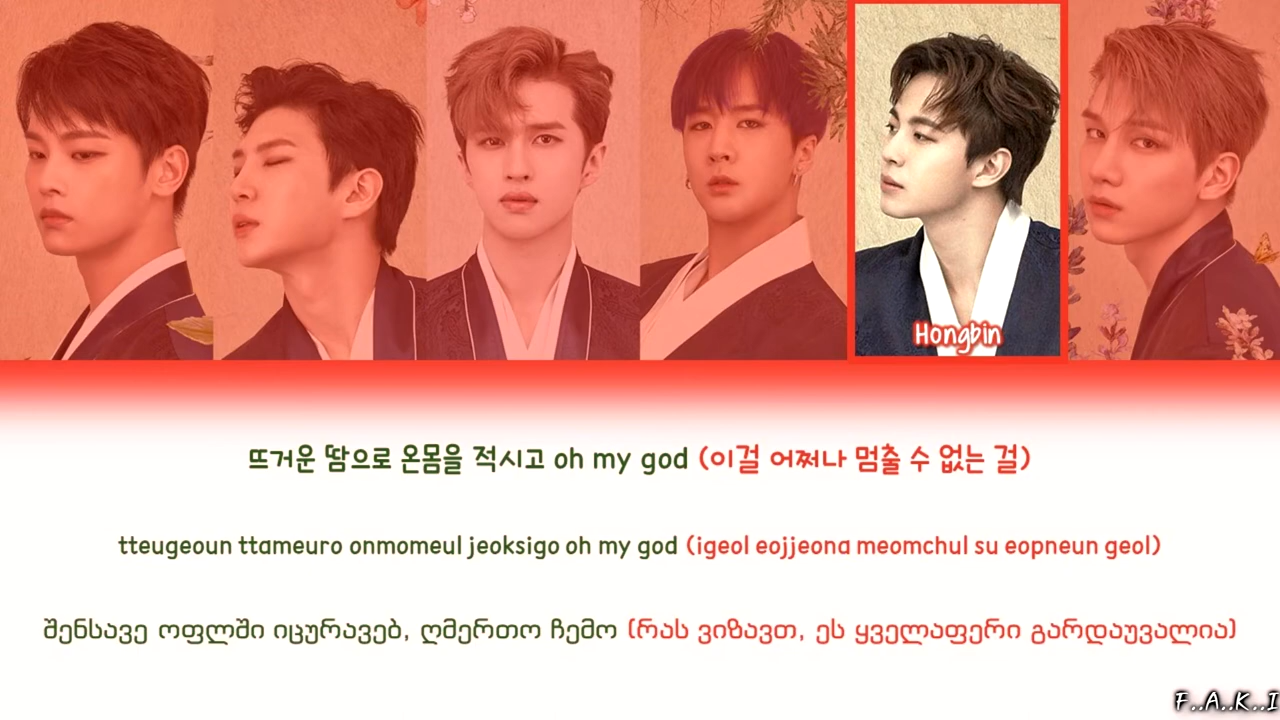 Hongbin
뜨거운 땀으로 온몸을 적시고 oh my god (이걸 어쩌나 멈출 수 없는 걸)
tteugeoun ttameuro onmomeul jeoksigo oh my god (igeol eojjeona meomchul su eopneun geol)
შენსავე ოფლში იცურავებ, ღმერთო ჩემო (რას ვიზავთ, ეს ყველაფერი გარდაუვალია)
F..A..K..I